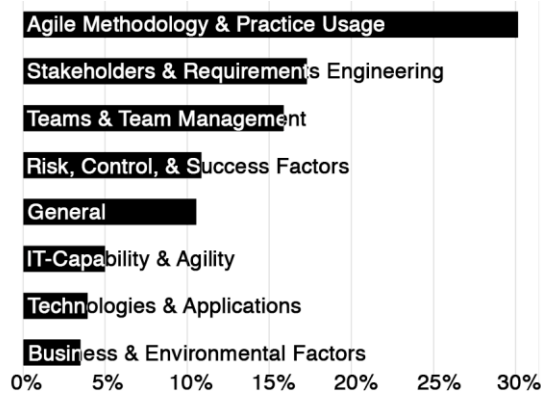 Agile Methodology & Practice Usage
Stakeholders & Requirements Engineering
Teams & Team Management
Risk, Control, & Success Factors
General
IT-Capability & Agility
Technologies & Applications
Business & Environmental Factors
0% 5% 10% 15% 20% 25% 30%